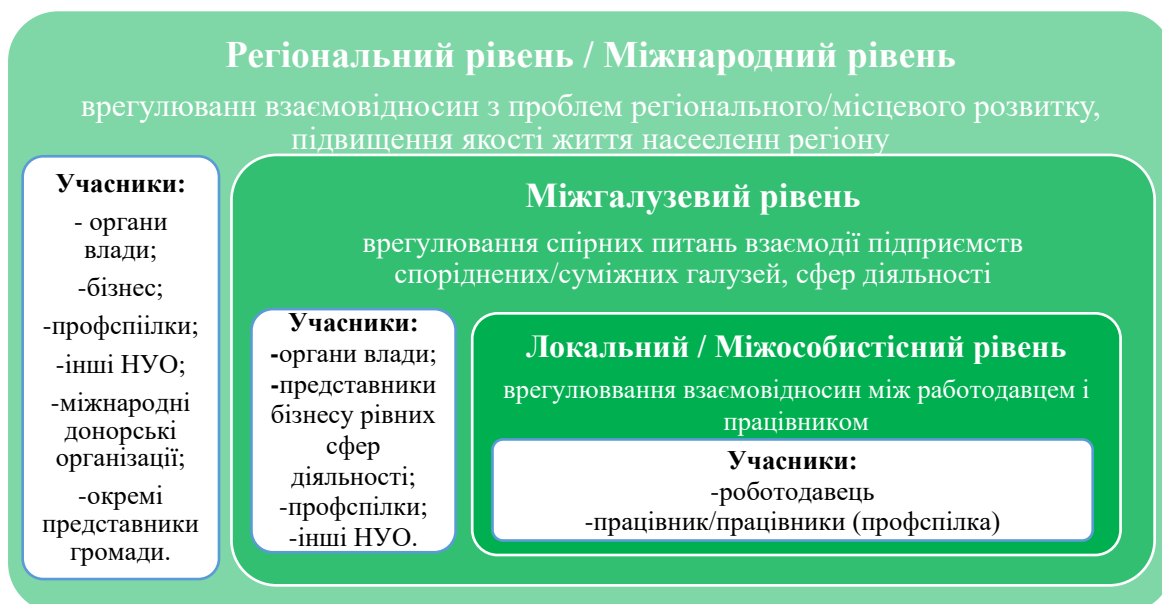 Регіональний рівень / Міжнародний рівень
врегулюванн взаємовідносин з проблем регіонального/місцевого розвитку,
підвищення якості життя насееленн регіону
Учасники:
- органи
влади;
-бізнес;
-профспіілки;
-інші НУО;
-міжнародні
донорські
організації;
-окремі
представники
громади.
Міжгалузевий рівень
врегулювання спірних питань взаємодії підприємств
споріднених/суміжних галузей, сфер діяльності
Учасники:
-органи влади;
-представники
бізнесу рівних
сфер
діяльності;
-профспілки;
-інші НУО.
Локальний / Міжособистісний рівень
врегулюввання взаємовідносин між работодавцем і
працівником
Учасники:
-роботодавець
-працівник/працівники (профспілка)